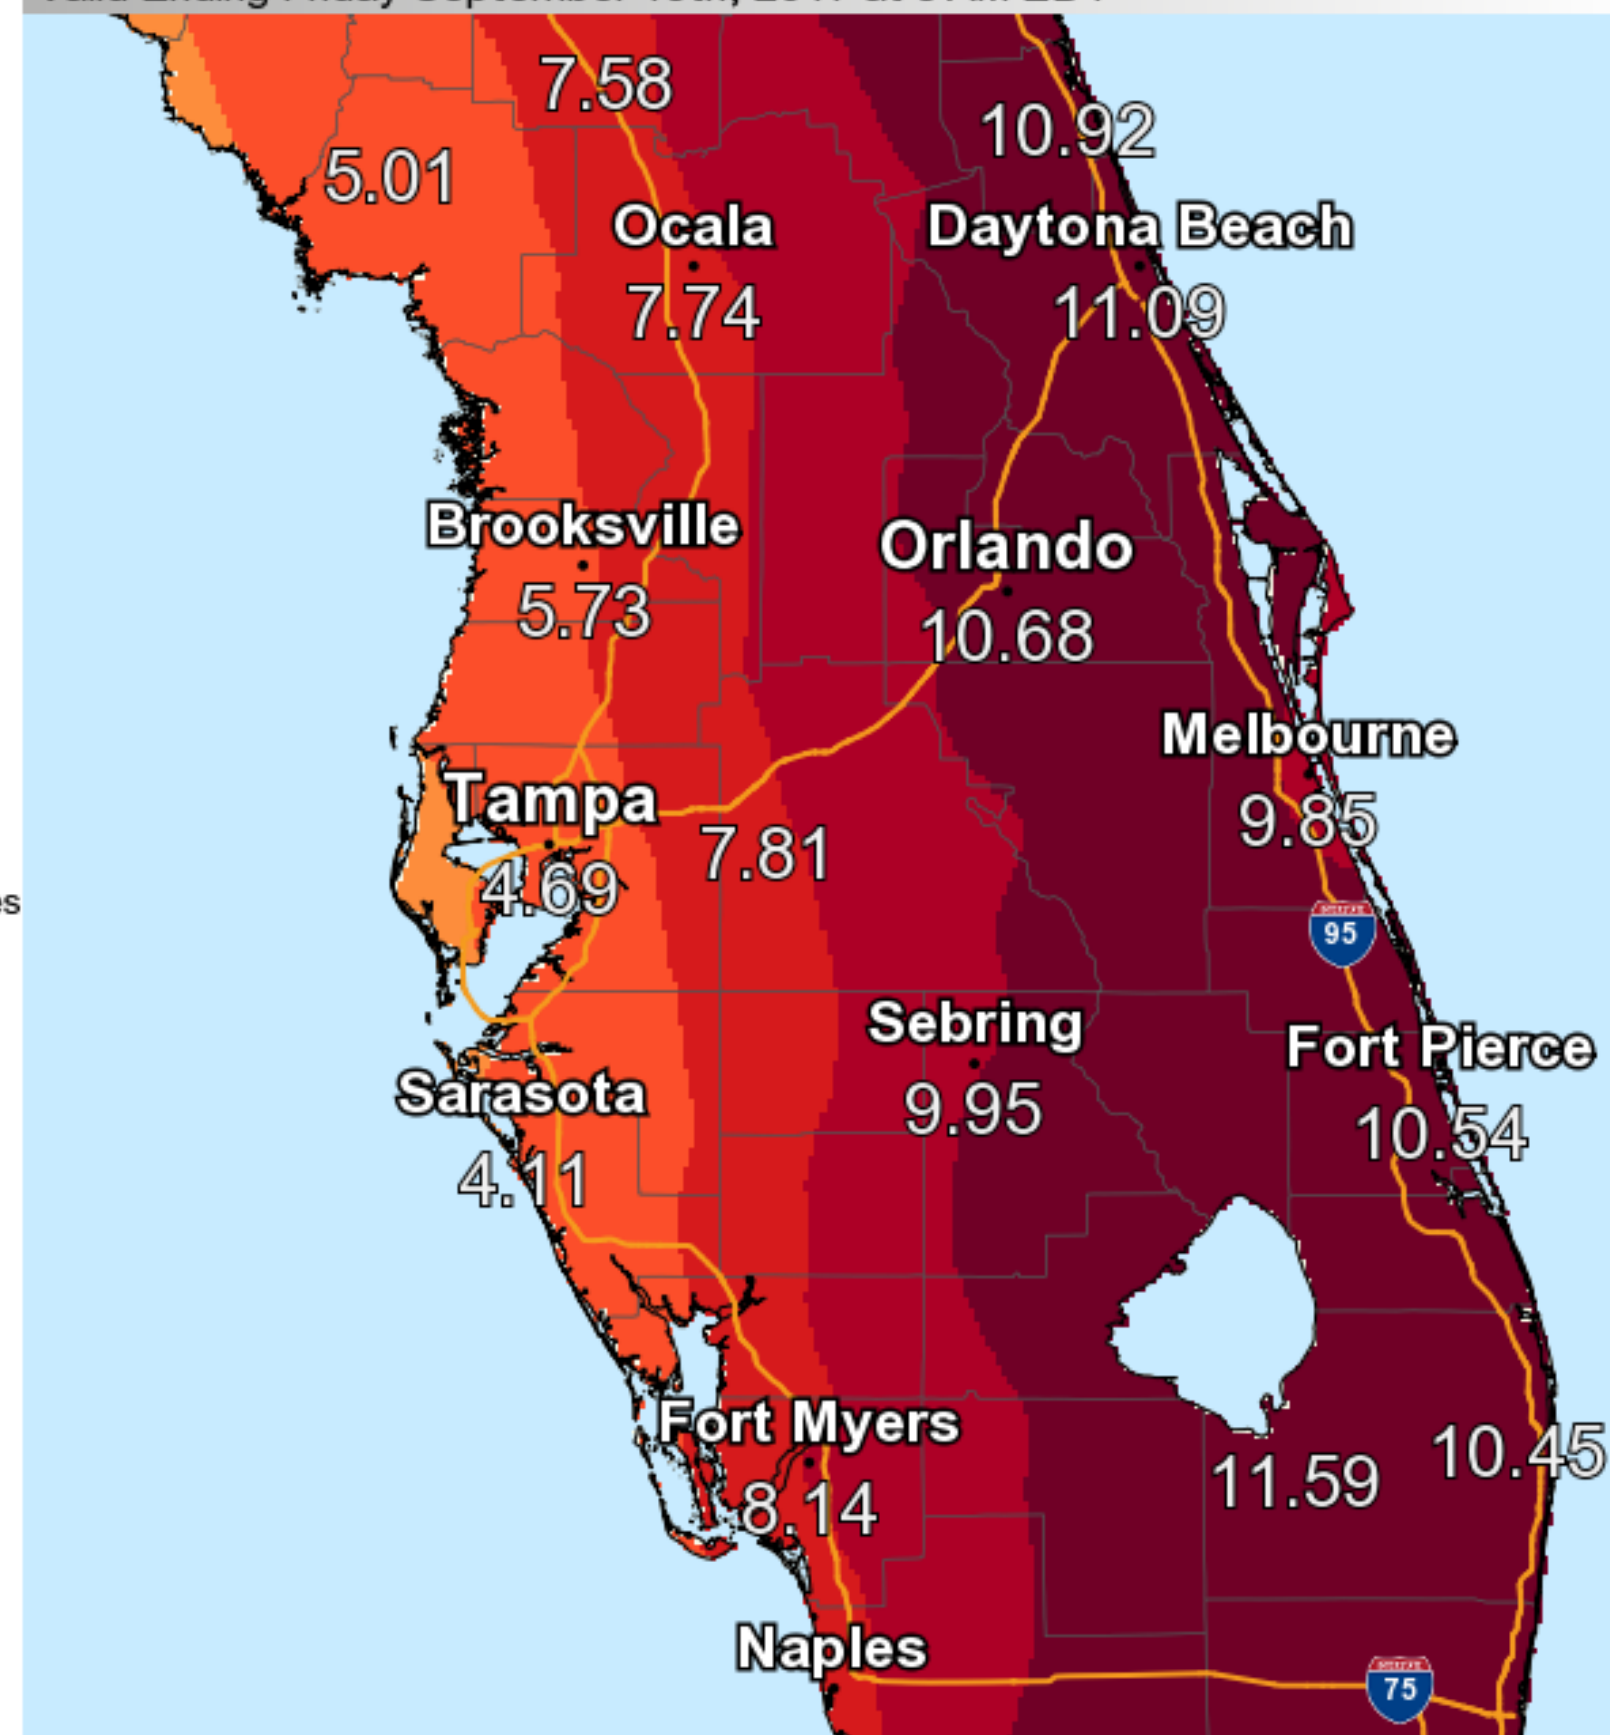 7.58
10.92
5.01
Ocala
Daytona Beach
7.74
11.09
Brooksville
Orlando
5.73
10.68
Melbourne
Tampa
9.85
7.81
4.69
es
95
Sebring
Fort Pierce
Sarasota
9.95
10.54
4.11
Fort Myers
10.45
11.59
8.14
Naples
75